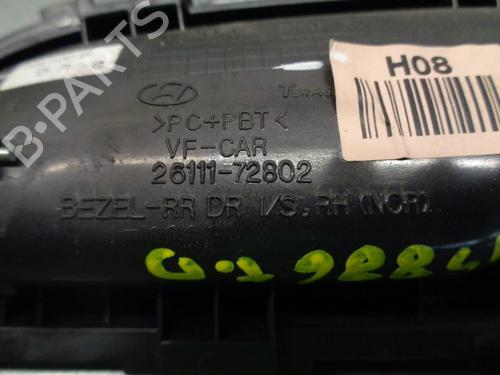 B-PARTS
H08
>PC+PBT<
VF-CAR
26111-72802
BEZEL-RR DR I/S, RH (NOR)